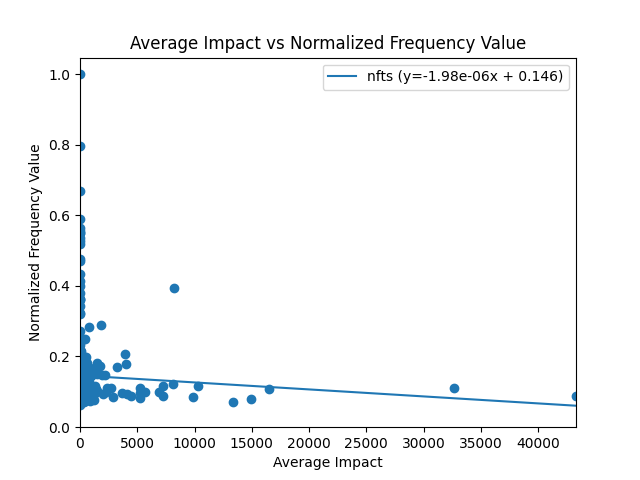 Average Impact vs Normalized Frequency Value
nfts (y=-1.98e-06x + 0.146)
Normalized Frequency Value
1.0
0.8
0.6
0.4
0.2
0.0
0 5000 10000 15000 20000 25000 30000 35000 40000
Average Impact